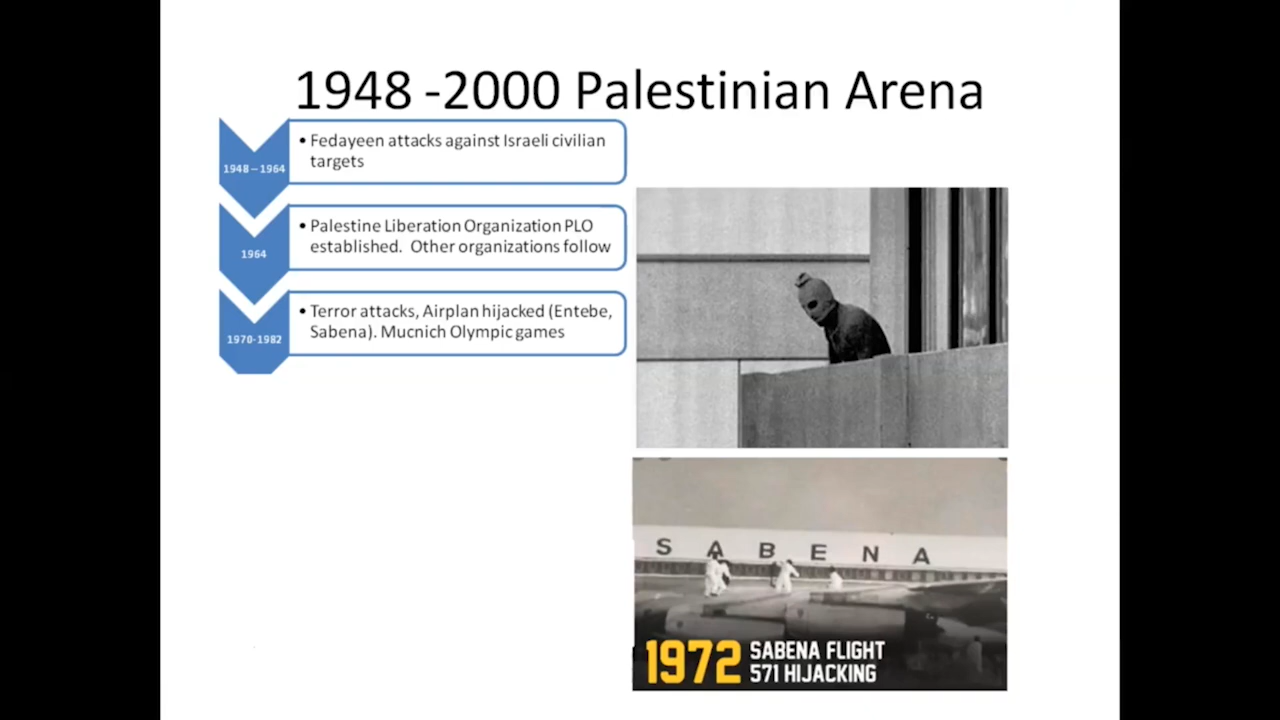 1948 -2000 Palestinian Arena
1948 – 1964
• Fedayeen attacks against Israeli civilian
targets
1964
• Palestine Liberation Organization PLO
established.  Other organizations follow
1970-1982
• Terror attacks, Airplan hijacked (Entebe,
Sabena). Mucnich Olympic games
SABENA
1972 SABENA FLIGHT
571 HIJACKING